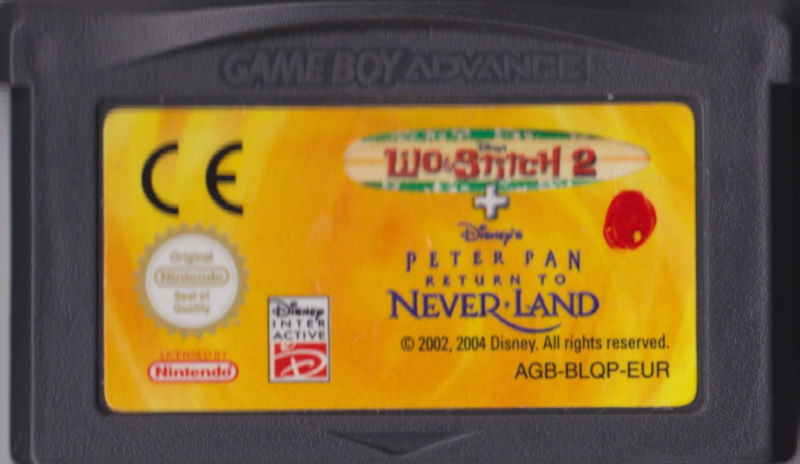 GAME BOY ADVANCE
CE
Disney's
Lilo & Stitch 2
+
Disney's
PETER PAN
RETURN TO
NEVER·LAND
Original
Nintendo
Seal of
Quality
Disney
INTER
ACTIVE
LICENSED BY
Nintendo
© 2002, 2004 Disney. All rights reserved.
AGB-BLQP-EUR